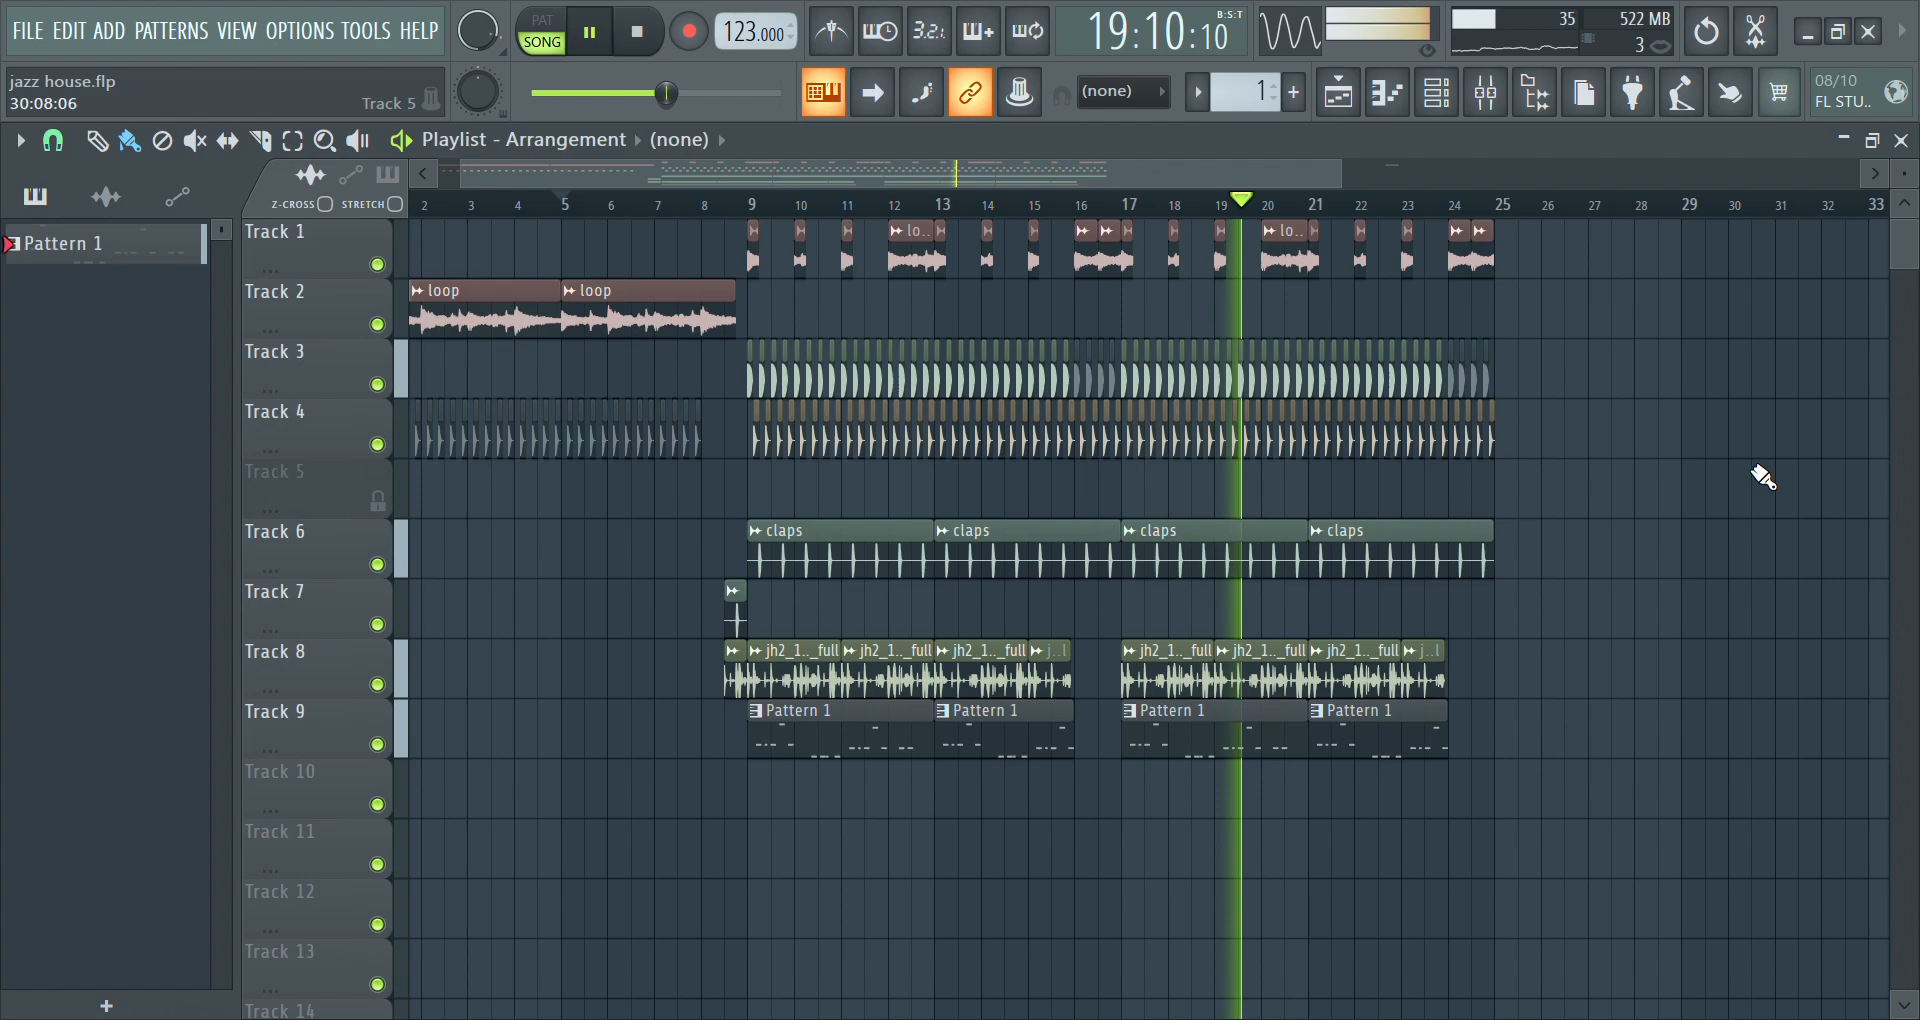 FILE EDIT ADD PATTERNS VIEW OPTIONS TOOLS HELP
PAT
SONG
123.000
3.2.1.
19:10:10
B:S:T
35
522 MB
3
jazz house.flp
30:08:06
Track 5
(none)
1
08/10
FL STU..
Playlist - Arrangement (none)
Z-CROSS STRETCH
2 3 4 5 6 7 8 9 10 11 12 13 14 15 16 17 18 19 20 21 22 23 24 25 26 27 28 29 30 31 32 33
Pattern 1
Track 1
lo.. lo..
Track 2
loop loop
Track 3
Track 4
Track 5
Track 6
claps claps claps claps
Track 7
Track 8
jh2_1.._full jh2_1.._full jh2_1.._full j..l jh2_1.._full jh2_1.._full jh2_1.._full j..l
Track 9
Pattern 1 Pattern 1 Pattern 1 Pattern 1
Track 10
Track 11
Track 12
Track 13
Track 14